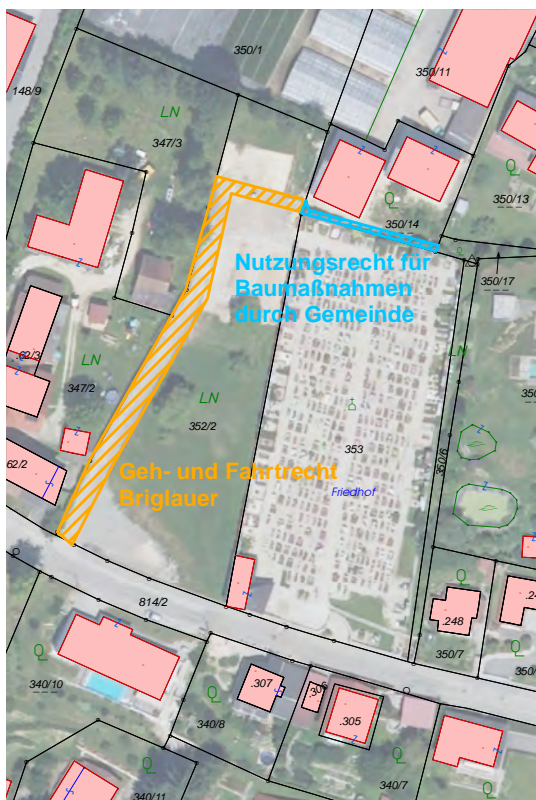 350/1
350/11
148/9
LN
347/3
350/13
350/14
Nutzungsrecht für
Baumaßnahmen
durch Gemeinde
350/17
.62/3
LN
347/2
LN
LN
352/2
353
62/2
Geh- und Fahrtrecht
Briglauer
Friedhof
350/6
814/2
.248
350/7
340/10
.307
.306
.305
340/8
340/7
340/11